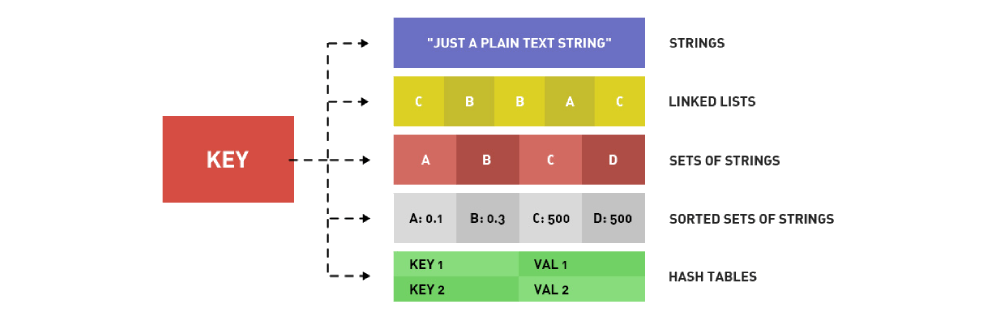 KEY
"JUST A PLAIN TEXT STRING" STRINGS
C B B A C LINKED LISTS
A B C D SETS OF STRINGS
A: 0.1 B: 0.3 C: 500 D: 500 SORTED SETS OF STRINGS
KEY 1 VAL 1
KEY 2 VAL 2
HASH TABLES